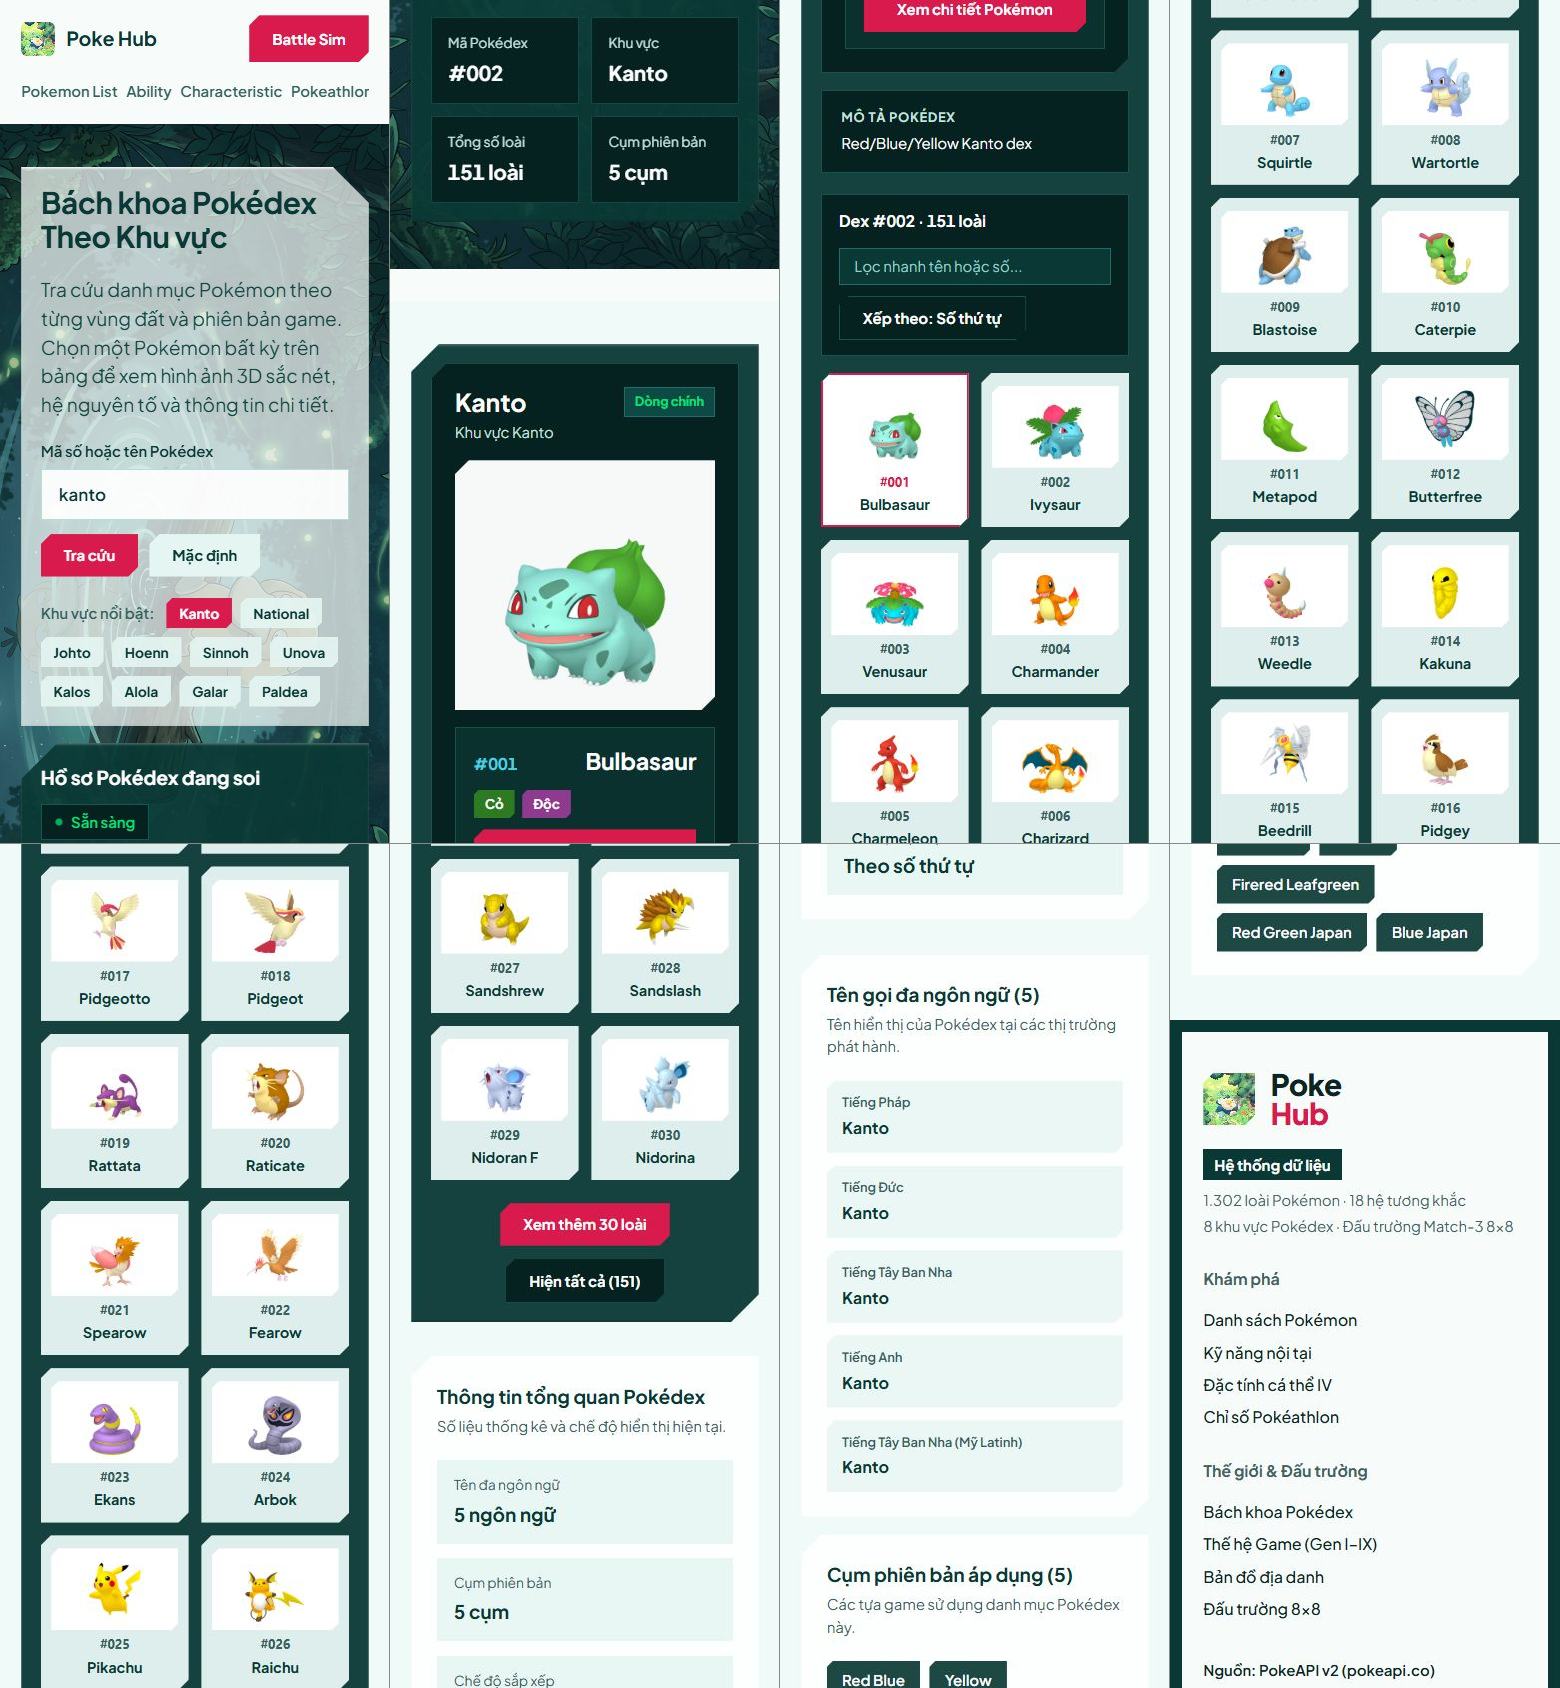 Poke Hub
Battle Sim
Pokemon List Ability Characteristic Pokeathlor
Bách khoa Pokédex
Theo Khu vực
Tra cứu danh mục Pokémon theo
từng vùng đất và phiên bản game.
Chọn một Pokémon bất kỳ trên
bảng để xem hình ảnh 3D sắc nét,
hệ nguyên tố và thông tin chi tiết.
Mã số hoặc tên Pokédex
kanto
Tra cứu
Mặc định
Khu vực nổi bật: Kanto National
Johto Hoenn Sinnoh Unova
Kalos Alola Galar Paldea
Hồ sơ Pokédex đang soi
• Sẵn sàng
Mã Pokédex
#002
Khu vực
Kanto
Tổng số loài
151 loài
Cụm phiên bản
5 cụm
Kanto
Dòng chính
Khu vực Kanto
#001
Bulbasaur
Cỏ
Độc
Xem chi tiết Pokémon
MÔ TẢ POKÉDEX
Red/Blue/Yellow Kanto dex
Dex #002 · 151 loài
Lọc nhanh tên hoặc số...
Xếp theo: Số thứ tự
#001
Bulbasaur
#002
Ivysaur
#003
Venusaur
#004
Charmander
#005
Charmeleon
#006
Charizard
#007
Squirtle
#008
Wartortle
#009
Blastoise
#010
Caterpie
#011
Metapod
#012
Butterfree
#013
Weedle
#014
Kakuna
#015
Beedrill
#016
Pidgey
#017
Pidgeotto
#018
Pidgeot
#019
Rattata
#020
Raticate
#021
Spearow
#022
Fearow
#023
Ekans
#024
Arbok
#025
Pikachu
#026
Raichu
#027
Sandshrew
#028
Sandslash
#029
Nidoran F
#030
Nidorina
Xem thêm 30 loài
Hiện tất cả (151)
Thông tin tổng quan Pokédex
Số liệu thống kê và chế độ hiển thị hiện tại.
Tên đa ngôn ngữ
5 ngôn ngữ
Cụm phiên bản
5 cụm
Chế độ sắp xếp
Theo số thứ tự
Tên gọi đa ngôn ngữ (5)
Tên hiển thị của Pokédex tại các thị trường
phát hành.
Tiếng Pháp
Kanto
Tiếng Đức
Kanto
Tiếng Tây Ban Nha
Kanto
Tiếng Anh
Kanto
Tiếng Tây Ban Nha (Mỹ Latinh)
Kanto
Cụm phiên bản áp dụng (5)
Các tựa game sử dụng danh mục Pokédex
này.
Red Blue
Yellow
Firered Leafgreen
Red Green Japan
Blue Japan
Poke
Hub
Hệ thống dữ liệu
1.302 loài Pokémon · 18 hệ tương khắc
8 khu vực Pokédex · Đấu trường Match-3 8×8
Khám phá
Danh sách Pokémon
Kỹ năng nội tại
Đặc tính cá thể IV
Chỉ số Pokéathlon
Thế giới & Đấu trường
Bách khoa Pokédex
Thế hệ Game (Gen I–IX)
Bản đồ địa danh
Đấu trường 8×8
Nguồn: PokeAPI v2 (pokeapi.co)